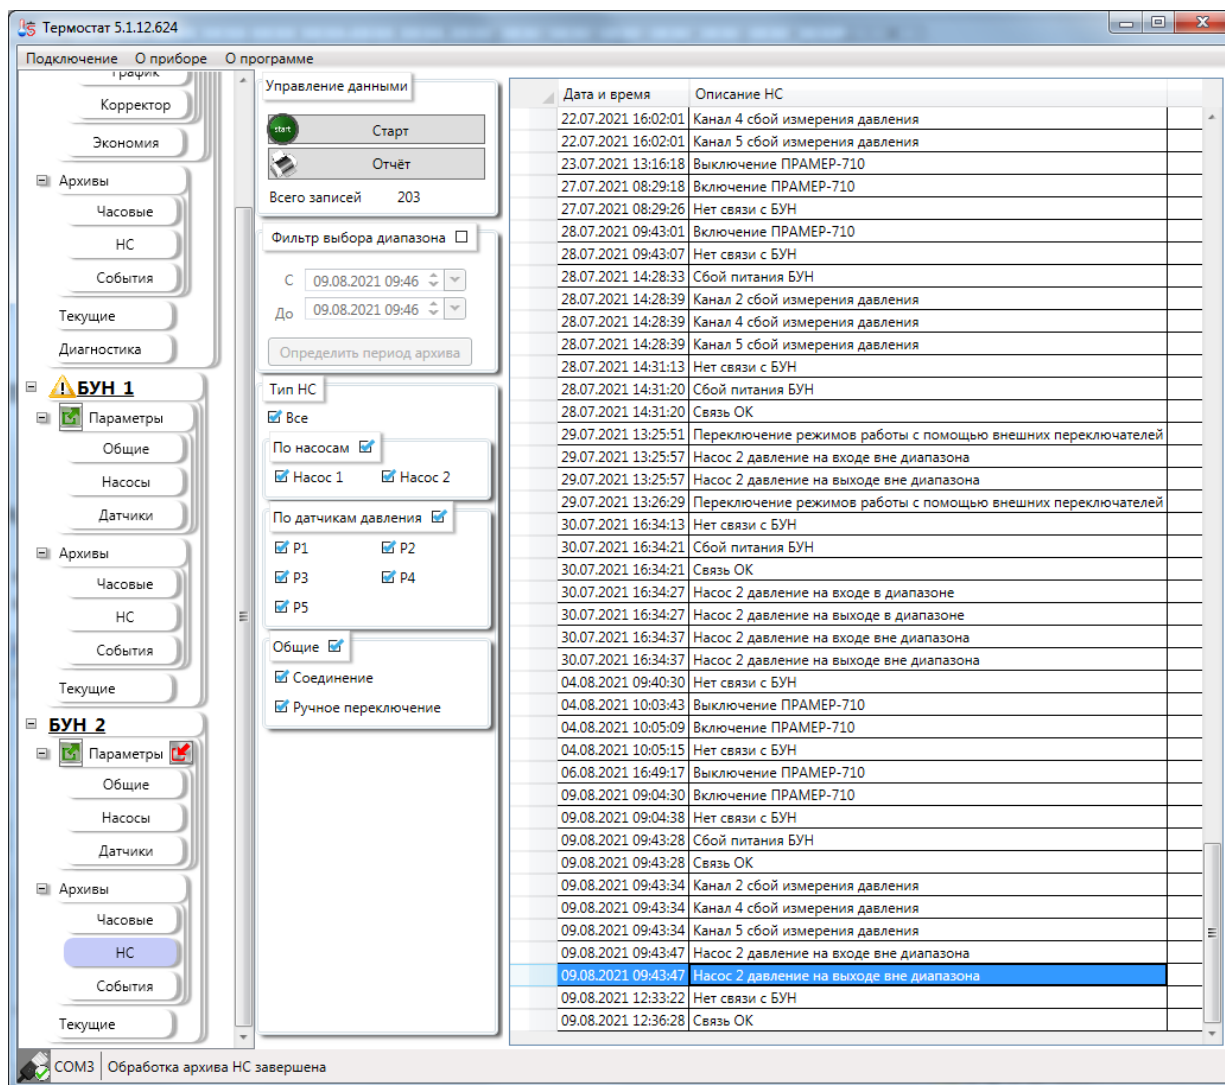 Термостат 5.1.12.624
Подключение О приборе О программе
График
Корректор
Экономия
Архивы
Часовые
НС
События
Текущие
Диагностика
БУН 1
Параметры
Общие
Насосы
Датчики
Архивы
Часовые
НС
События
Текущие
БУН 2
Параметры
Общие
Насосы
Датчики
Архивы
Часовые
НС
События
Текущие
Управление данными
start Старт
Отчёт
Всего записей 203
Фильтр выбора диапазона
С 09.08.2021 09:46
До 09.08.2021 09:46
Определить период архива
Тип НС
Все
По насосам
Насос 1 Насос 2
По датчикам давления
P1 P2
P3 P4
P5
Общие
Соединение
Ручное переключение
Дата и время Описание НС
22.07.2021 16:02:01 Канал 4 сбой измерения давления
22.07.2021 16:02:01 Канал 5 сбой измерения давления
23.07.2021 13:16:18 Выключение ПРАМЕР-710
27.07.2021 08:29:18 Включение ПРАМЕР-710
27.07.2021 08:29:26 Нет связи с БУН
28.07.2021 09:43:01 Включение ПРАМЕР-710
28.07.2021 09:43:07 Нет связи с БУН
28.07.2021 14:28:33 Сбой питания БУН
28.07.2021 14:28:39 Канал 2 сбой измерения давления
28.07.2021 14:28:39 Канал 4 сбой измерения давления
28.07.2021 14:28:39 Канал 5 сбой измерения давления
28.07.2021 14:31:13 Нет связи с БУН
28.07.2021 14:31:20 Сбой питания БУН
28.07.2021 14:31:20 Связь ОК
29.07.2021 13:25:51 Переключение режимов работы с помощью внешних переключателей
29.07.2021 13:25:57 Насос 2 давление на входе вне диапазона
29.07.2021 13:25:57 Насос 2 давление на выходе вне диапазона
29.07.2021 13:26:29 Переключение режимов работы с помощью внешних переключателей
30.07.2021 16:34:13 Нет связи с БУН
30.07.2021 16:34:21 Сбой питания БУН
30.07.2021 16:34:21 Связь ОК
30.07.2021 16:34:27 Насос 2 давление на входе в диапазоне
30.07.2021 16:34:27 Насос 2 давление на выходе в диапазоне
30.07.2021 16:34:37 Насос 2 давление на входе вне диапазона
30.07.2021 16:34:37 Насос 2 давление на выходе вне диапазона
04.08.2021 09:40:30 Нет связи с БУН
04.08.2021 10:03:43 Выключение ПРАМЕР-710
04.08.2021 10:05:09 Включение ПРАМЕР-710
04.08.2021 10:05:15 Нет связи с БУН
06.08.2021 16:49:17 Выключение ПРАМЕР-710
09.08.2021 09:04:30 Включение ПРАМЕР-710
09.08.2021 09:04:38 Нет связи с БУН
09.08.2021 09:43:28 Сбой питания БУН
09.08.2021 09:43:28 Связь ОК
09.08.2021 09:43:34 Канал 2 сбой измерения давления
09.08.2021 09:43:34 Канал 4 сбой измерения давления
09.08.2021 09:43:34 Канал 5 сбой измерения давления
09.08.2021 09:43:47 Насос 2 давление на входе вне диапазона
09.08.2021 09:43:47 Насос 2 давление на выходе вне диапазона
09.08.2021 12:33:22 Нет связи с БУН
09.08.2021 12:36:28 Связь ОК
COM3 Обработка архива НС завершена